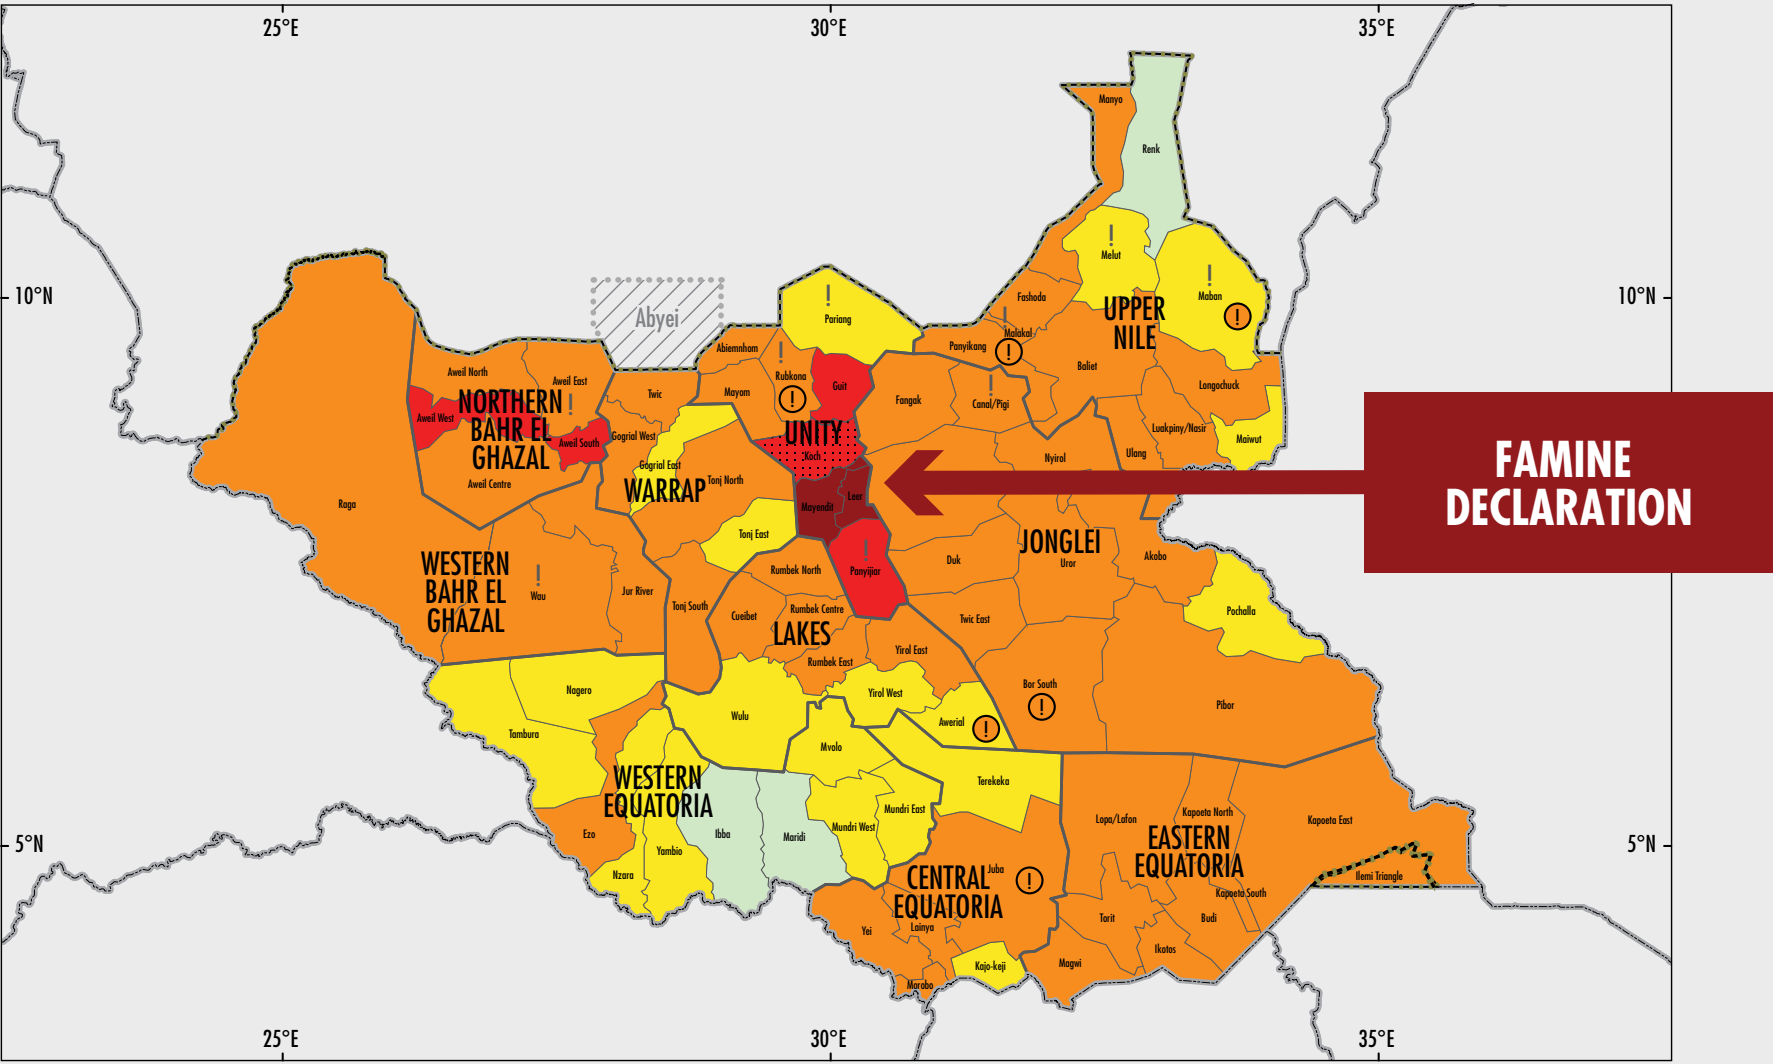 25°E
30°E
35°E
Manyo
Renk
!
Melut
!
Maban
!
10°N
10°N
Abyei
!
Pariang
Fashoda
UPPER
NILE
!
Malakal
Panyikang
!
Baliet
Abiemnhom
!
Rubkona
!
Guit
Mayom
Fangak
!
Canal/Pigi
Longochuck
Luakpiny/Nasir
Maiwut
Ulang
Nyirol
Aweil North
Aweil East
!
Twic
Aweil West
NORTHERN
BAHR EL
GHAZAL
Aweil South
Gogrial West
Aweil Centre
Gogrial East
WARRAP
Tonj North
UNITY
Koch
Mayendit
Leer
FAMINE
DECLARATION
Raga
Tonj East
!
Panyijiar
Duk
JONGLEI
Uror
Akobo
WESTERN
BAHR EL
GHAZAL
!
Wau
Jur River
Tonj South
Rumbek North
Cueibet
Rumbek Centre
LAKES
Rumbek East
Yirol East
Twic East
Pochalla
Nagero
Yirol West
Bor South
!
Pibor
Tambura
Wulu
Awerial
!
Mvolo
WESTERN
EQUATORIA
Terekeka
Ezo
Yambio
Nzara
Ibba
Maridi
Mundri West
Mundri East
Lopa/Lafon
Kapoeta North
Kapoeta East
EASTERN
EQUATORIA
5°N
5°N
CENTRAL
EQUATORIA
Juba
!
Ilemi Triangle
Kapoeta South
Yei
Lainya
Torit
Budi
Ikotos
Magwi
Kajo-keji
Morobo
25°E
30°E
35°E